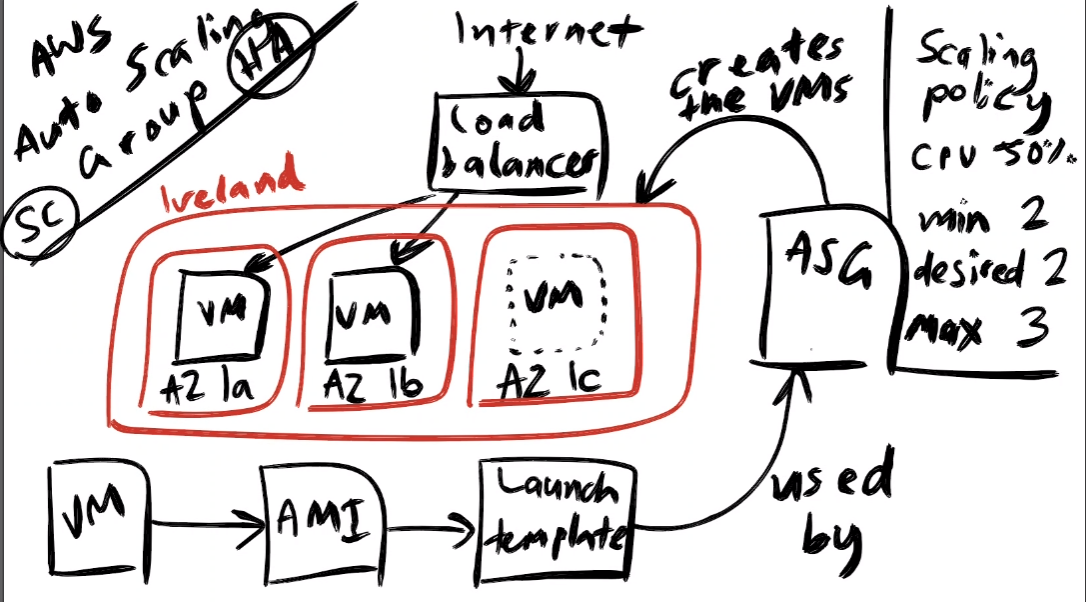 AWS
Auto Scaling
Group
HA
SC
Internet
Load
balancer
creates
the VMs
Scaling
policy
CPU 50%.
min 2
desired 2
max 3
Ireland
VM
AZ 1a
VM
AZ 1b
VM
AZ 1c
ASG
VM
AMI
Launch
template
used
by